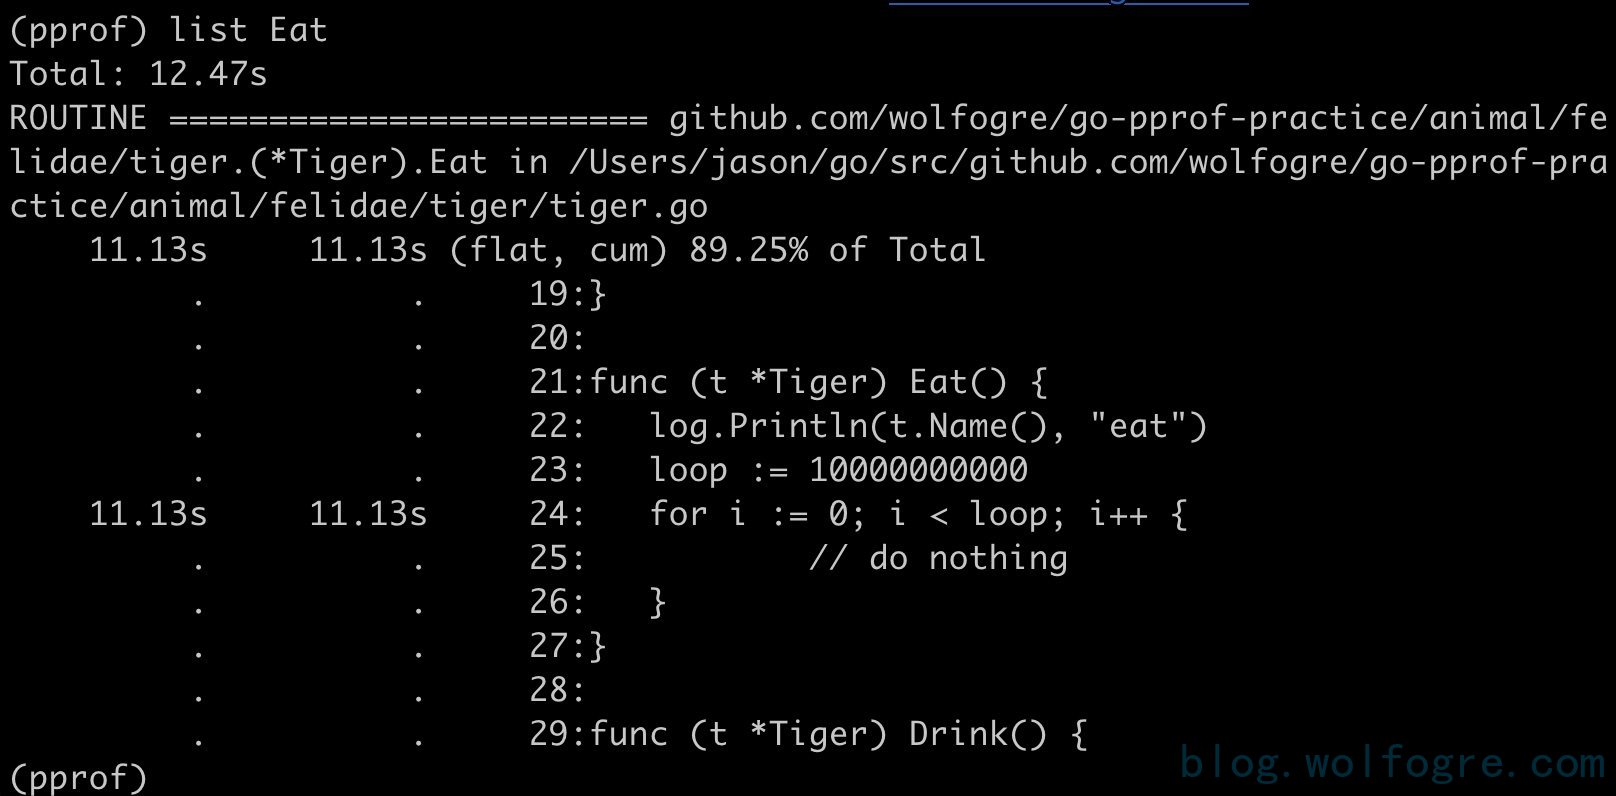 (pprof) list Eat
Total: 12.47s
ROUTINE ======================== github.com/wolfogre/go-pprof-practice/animal/fe
lidae/tiger.(*Tiger).Eat in /Users/jason/go/src/github.com/wolfogre/go-pprof-pra
ctice/animal/felidae/tiger/tiger.go
    11.13s     11.13s (flat, cum) 89.25% of Total
         .          .     19:}
         .          .     20:
         .          .     21:func (t *Tiger) Eat() {
         .          .     22:   log.Println(t.Name(), "eat")
         .          .     23:   loop := 10000000000
    11.13s     11.13s     24:   for i := 0; i < loop; i++ {
         .          .     25:           // do nothing
         .          .     26:   }
         .          .     27:}
         .          .     28:
         .          .     29:func (t *Tiger) Drink() {
(pprof)
blog.wolfogre.com